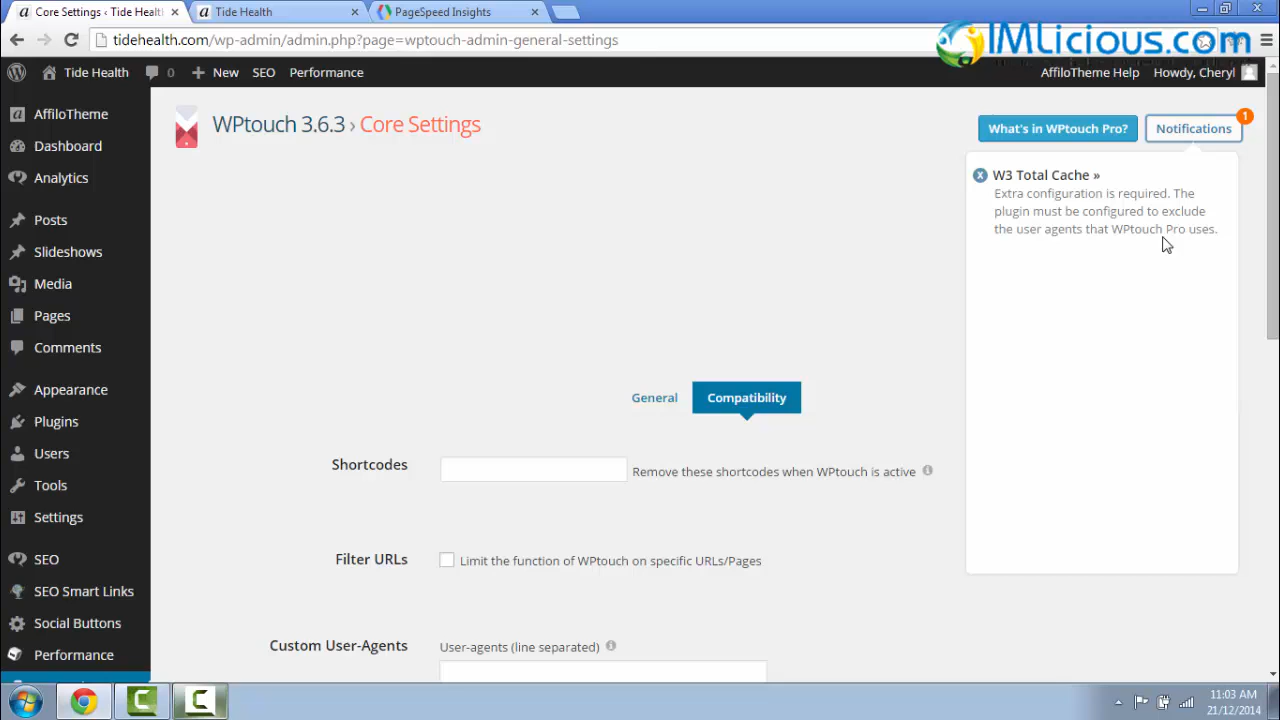 Core Settings ‹ Tide Healtl
Tide Health
PageSpeed Insights
tidehealth.com/wp-admin/admin.php?page=wptouch-admin-general-settings
IMLicious.com
Tide Health
0
New
SEO
Performance
AffiloTheme Help
Howdy, Cheryl
AffiloTheme
Dashboard
Analytics
Posts
Slideshows
Media
Pages
Comments
Appearance
Plugins
Users
Tools
Settings
SEO
SEO Smart Links
Social Buttons
Performance
WPtouch 3.6.3 › Core Settings
What's in WPtouch Pro?
Notifications
1
W3 Total Cache »
Extra configuration is required. The
plugin must be configured to exclude
the user agents that WPtouch Pro uses.
General
Compatibility
Shortcodes
Remove these shortcodes when WPtouch is active
Filter URLs
Limit the function of WPtouch on specific URLs/Pages
Custom User-Agents
User-agents (line separated)
11:03 AM
21/12/2014